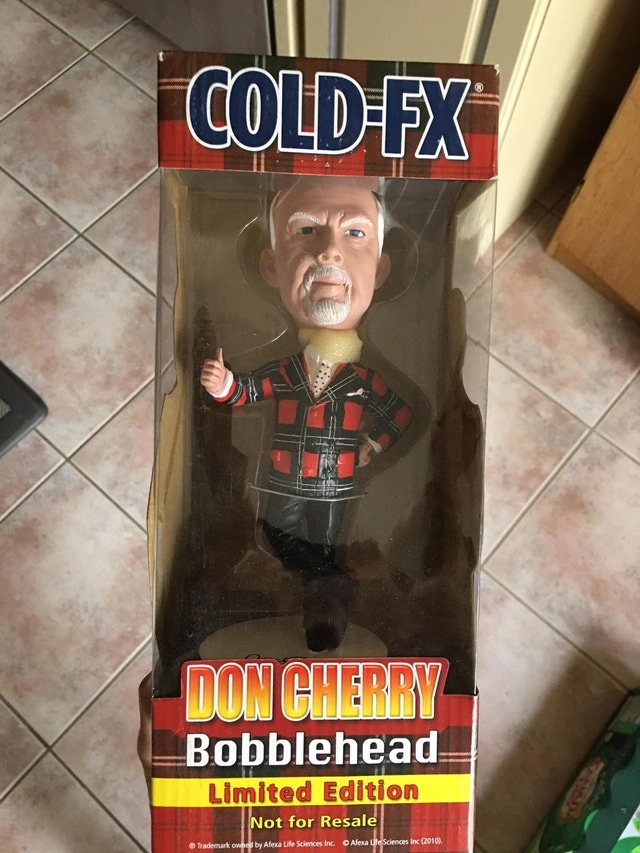 COLD-FX®
DON CHERRY
Bobblehead
Limited Edition
Not for Resale
® Trademark owned by Afexa Life Sciences Inc. © Afexa Life Sciences Inc (2010).